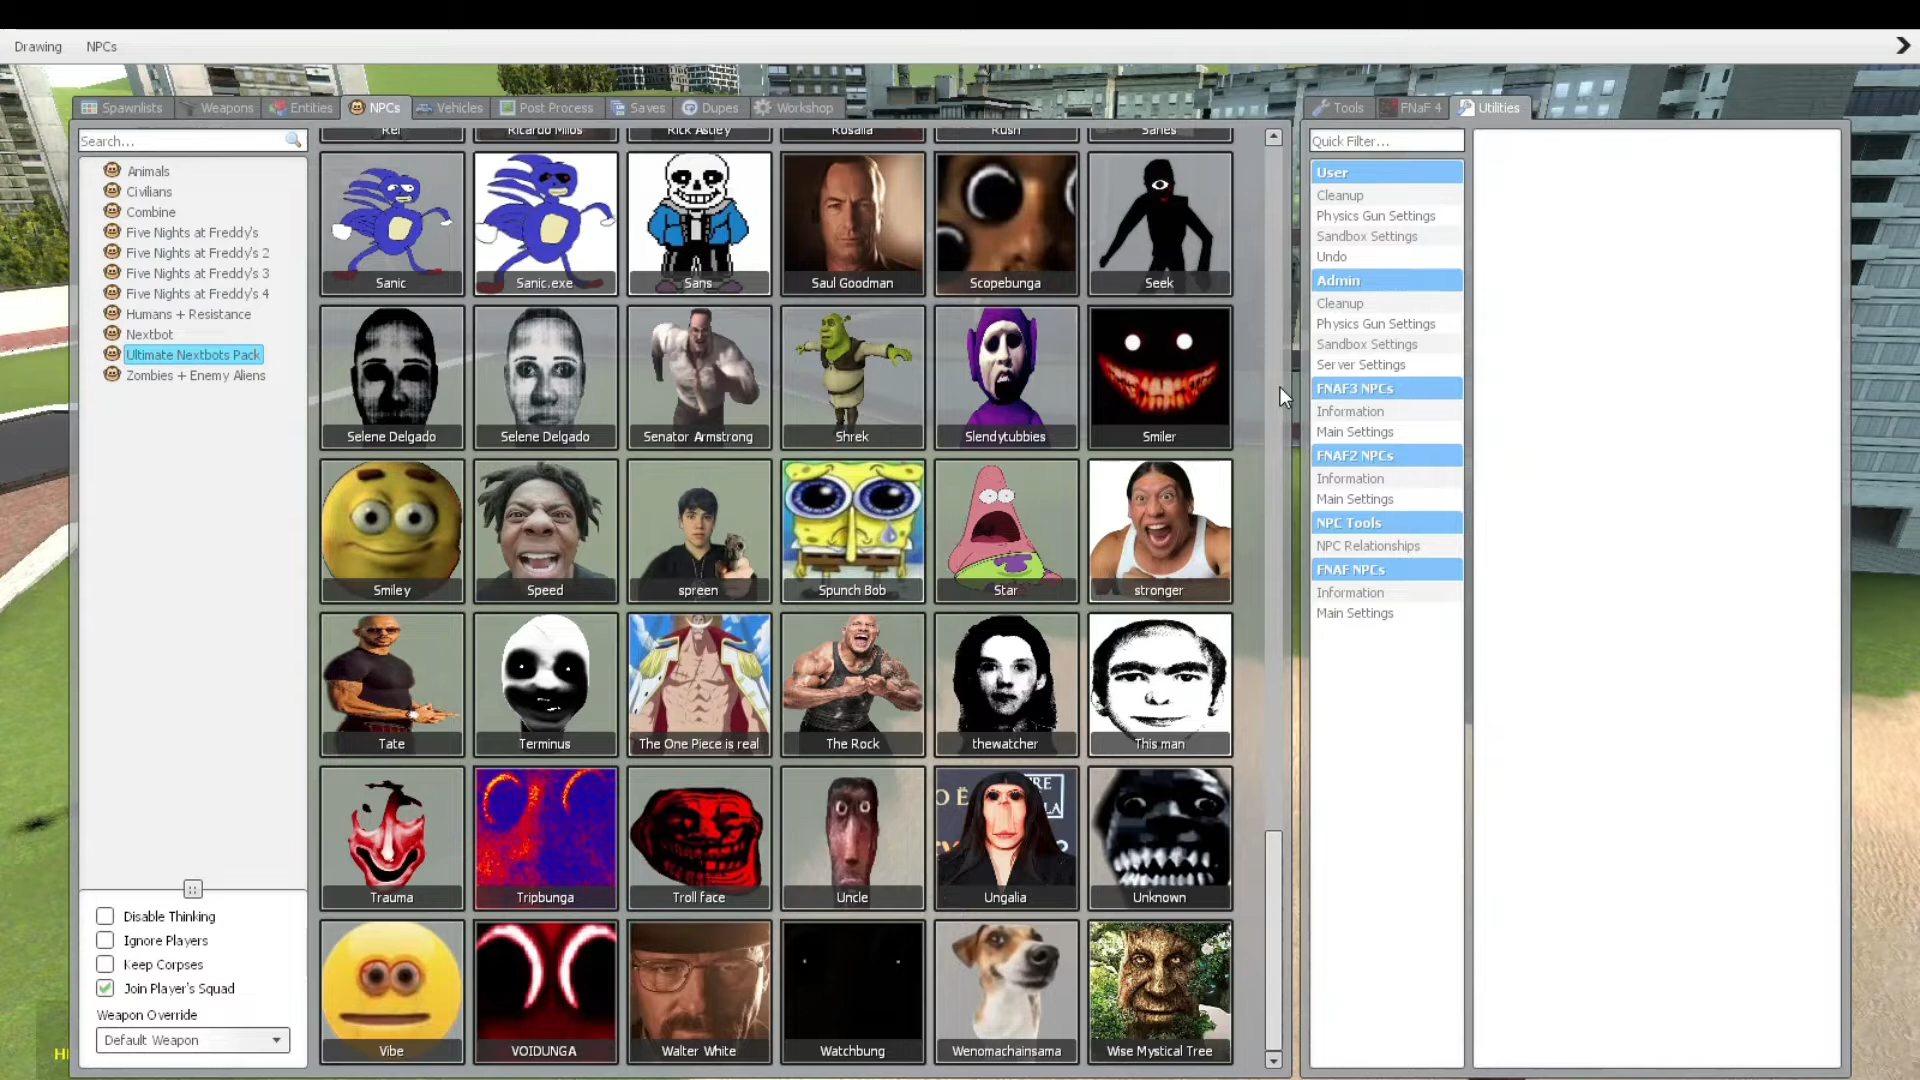 Drawing NPCs
Spawnlists Weapons Entities NPCs Vehicles Post Process Saves Dupes Workshop
Tools FNaF 4 Utilities
Search...
Animals
Civilians
Combine
Five Nights at Freddy's
Five Nights at Freddy's 2
Five Nights at Freddy's 3
Five Nights at Freddy's 4
Humans + Resistance
Nextbot
Ultimate Nextbots Pack
Zombies + Enemy Aliens
Disable Thinking
Ignore Players
Keep Corpses
Join Player's Squad
Weapon Override
Default Weapon
Ricardo Milos Rick Astley Rosalia Rush
Sanic Sanic.exe Sans Saul Goodman Scopebunga Seek
Selene Delgado Selene Delgado Senator Armstrong Shrek Slendytubbies Smiler
Smiley Speed spreen Spunch Bob Star stronger
Tate Terminus The One Piece is real The Rock thewatcher This man
Trauma Tripbunga Troll face Uncle Ungalia Unknown
Vibe VOIDUNGA Walter White Watchbung Wenomachainsama Wise Mystical Tree
Quick Filter...
User
Cleanup
Physics Gun Settings
Sandbox Settings
Undo
Admin
Cleanup
Physics Gun Settings
Sandbox Settings
Server Settings
FNAF3 NPCs
Information
Main Settings
FNAF2 NPCs
Information
Main Settings
NPC Tools
NPC Relationships
FNAF NPCs
Information
Main Settings